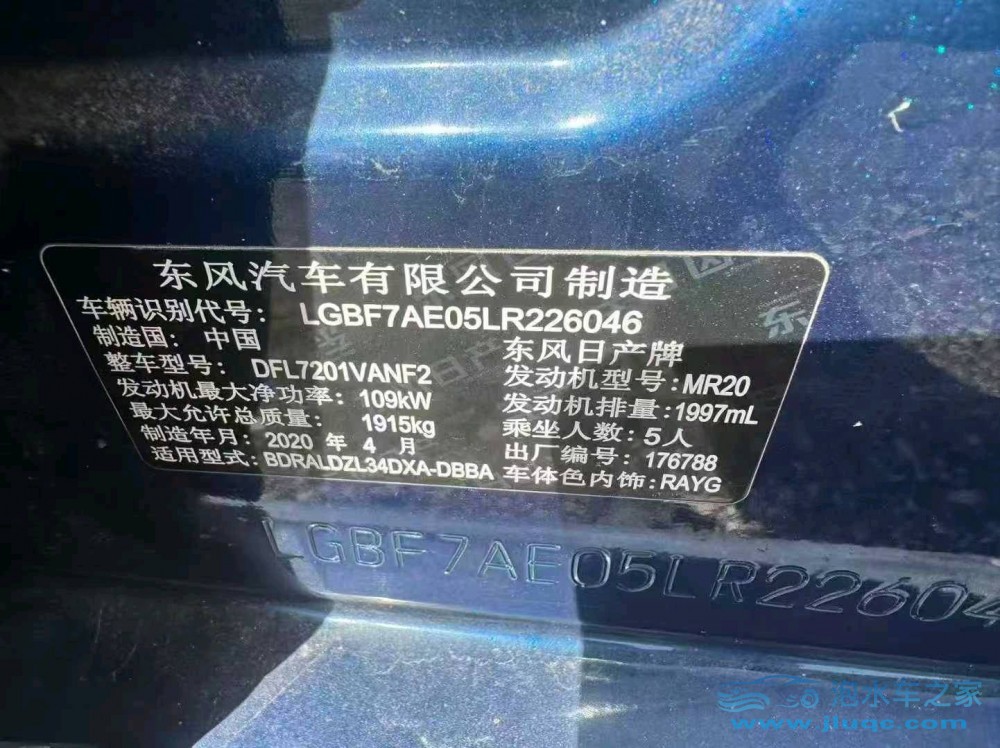 东风汽车有限公司制造
车辆识别代号: LGBF7AE05LR226046
制造国: 中国 东风日产牌
整车型号: DFL7201VANF2 发动机型号: MR20
发动机最大净功率: 109kW 发动机排量: 1997mL
最大允许总质量: 1915kg 乘坐人数: 5人
制造年月: 2020 年 4 月 出厂编号: 176788
适用型式: BDRALDZL34DXA-DBBA 车体色内饰: RAYG
LGBF7AE05LR22604
泡水车之家
www.jluqc.com